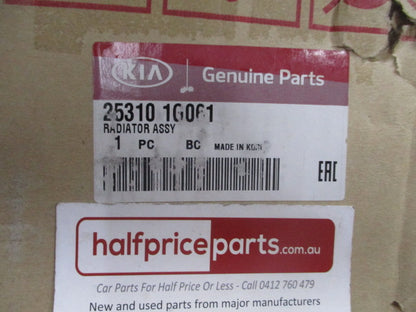 KIA Genuine Parts
25310 1G061
RADIATOR ASSY
1 PC BC MADE IN
EAC
halfpriceparts.com.au
Car Parts For Half Price Or Less - Call 0412 760 479
New and used parts from major manufacturers